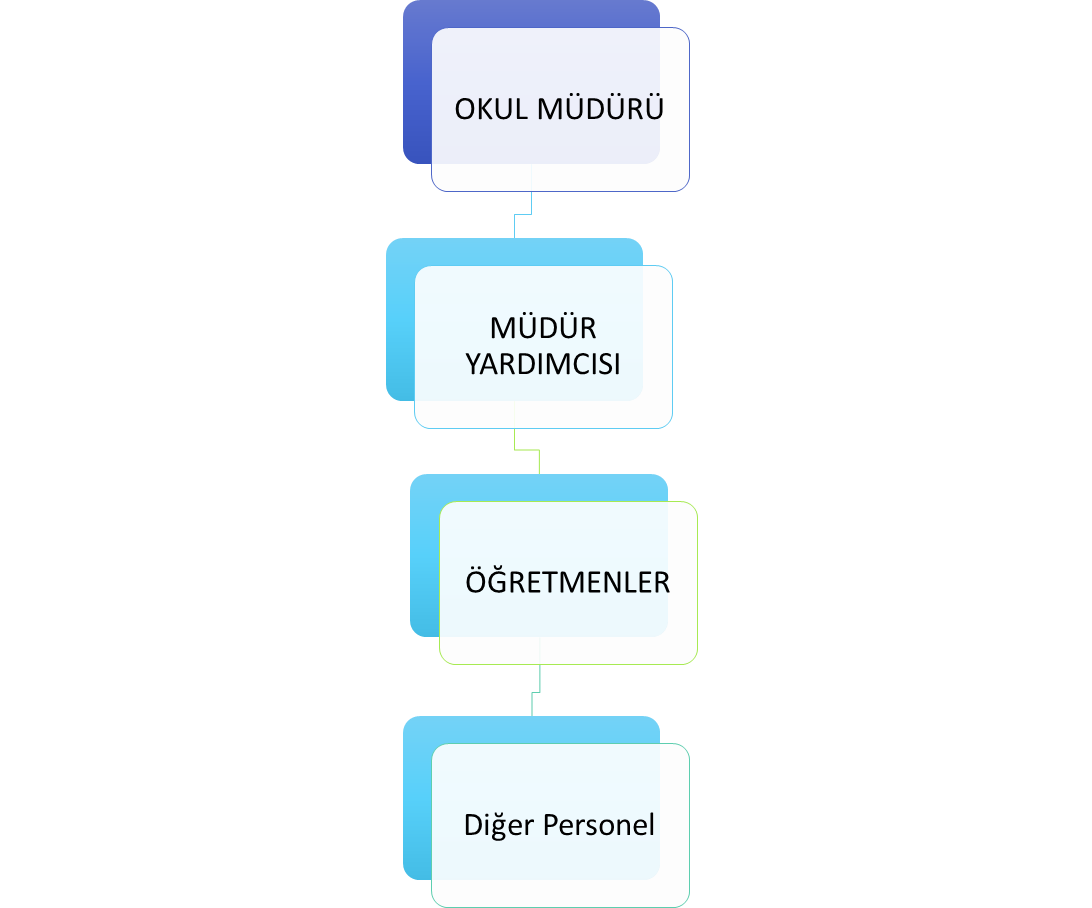 OKUL MÜDÜRÜ
MÜDÜR
YARDIMCISI
ÖĞRETMENLER
Diğer Personel